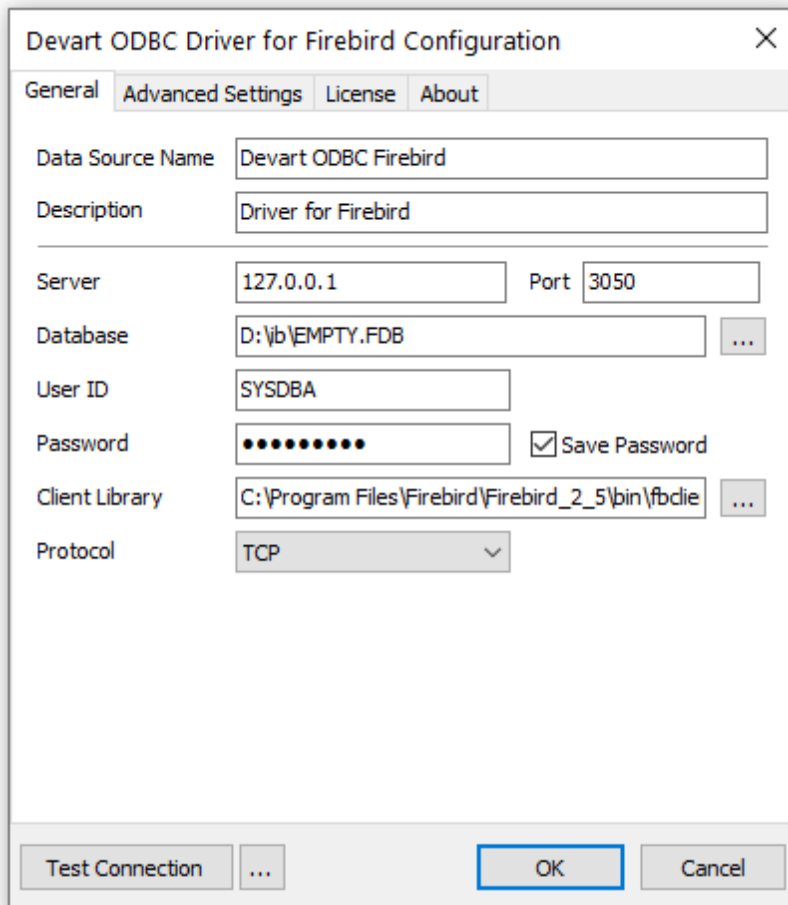 Devart ODBC Driver for Firebird Configuration
General Advanced Settings License About
Data Source Name Devart ODBC Firebird
Description Driver for Firebird
Server 127.0.0.1 Port 3050
Database D:\ib\EMPTY.FDB ...
User ID SYSDBA
Password ●●●●●●●●● Save Password
Client Library C:\Program Files\Firebird\Firebird_2_5\bin\fbclie ...
Protocol TCP
Test Connection ... OK Cancel